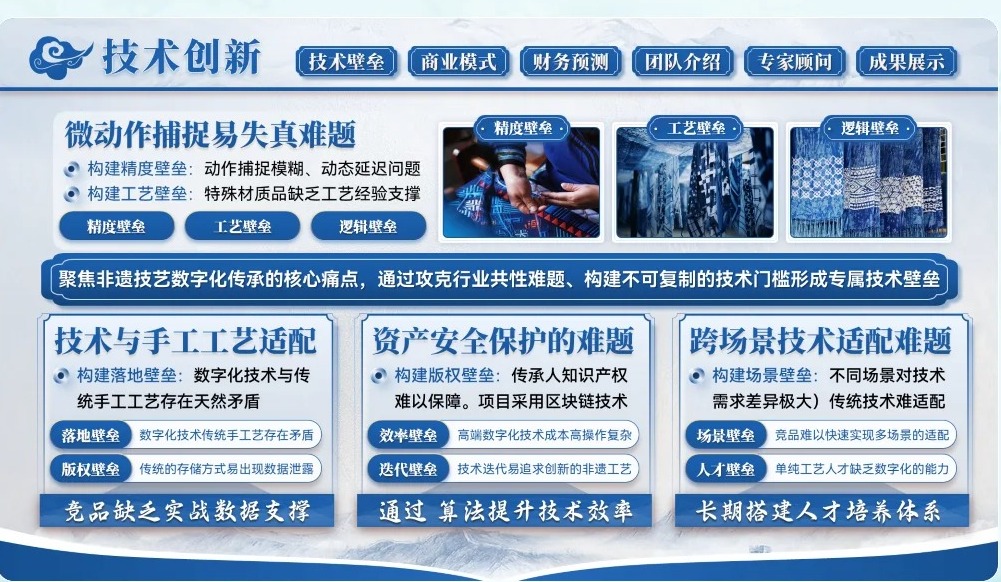 技术创新
技术壁垒
商业模式
财务预测
团队介绍
专家顾问
成果展示
微动作捕捉易失真难题
构建精度壁垒：动作捕捉模糊、动态延迟问题
构建工艺壁垒：特殊材质品缺乏工艺经验支撑
精度壁垒
工艺壁垒
逻辑壁垒
精度壁垒
工艺壁垒
逻辑壁垒
聚焦非遗技艺数字化传承的核心痛点，通过攻克行业共性难题、构建不可复制的技术门槛形成专属技术壁垒
技术与手工工艺适配
构建落地壁垒：数字化技术与传
统手工工艺存在天然矛盾
落地壁垒 数字化技术传统手工艺存在矛盾
版权壁垒 传统的存储方式易出现数据泄露
竞品缺乏实战数据支撑
资产安全保护的难题
构建版权壁垒：传承人知识产权
难以保障。项目采用区块链技术
效率壁垒 高端数字化技术成本高操作复杂
迭代壁垒 技术迭代易追求创新的非遗工艺
通过 算法提升技术效率
跨场景技术适配难题
构建场景壁垒：不同场景对技术
需求差异极大）传统技术难适配
场景壁垒 竞品难以快速实现多场景的适配
人才壁垒 单纯工艺人才缺乏数字化的能力
长期搭建人才培养体系